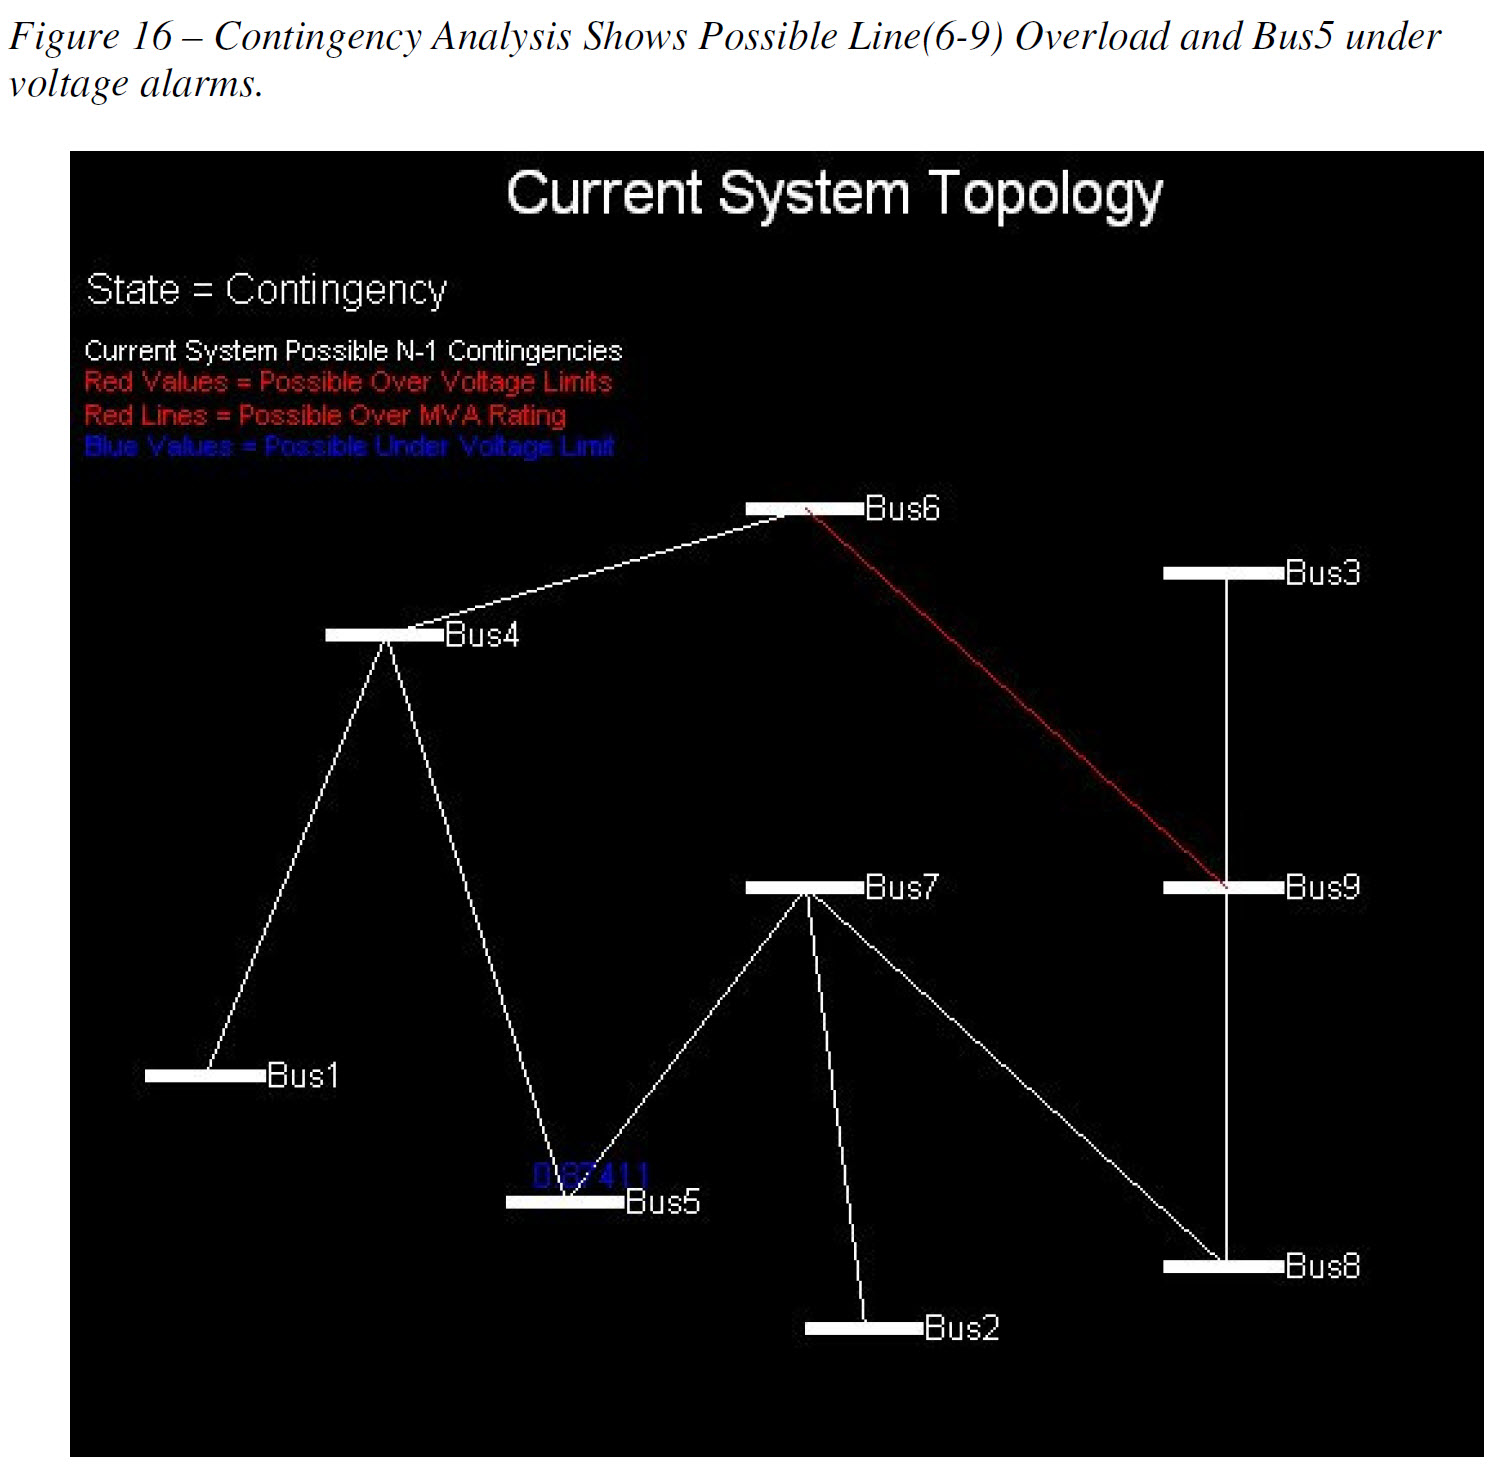 Figure 16 – Contingency Analysis Shows Possible Line(6-9) Overload and Bus5 under
voltage alarms.
Current System Topology
State = Contingency
Current System Possible N-1 Contingencies
Red Values = Possible Over Voltage Limits
Red Lines = Possible Over MVA Rating
Blue Values = Possible Under Voltage Limit
Bus6
Bus3
Bus4
Bus7
Bus9
Bus1
0.87411
Bus5
Bus8
Bus2